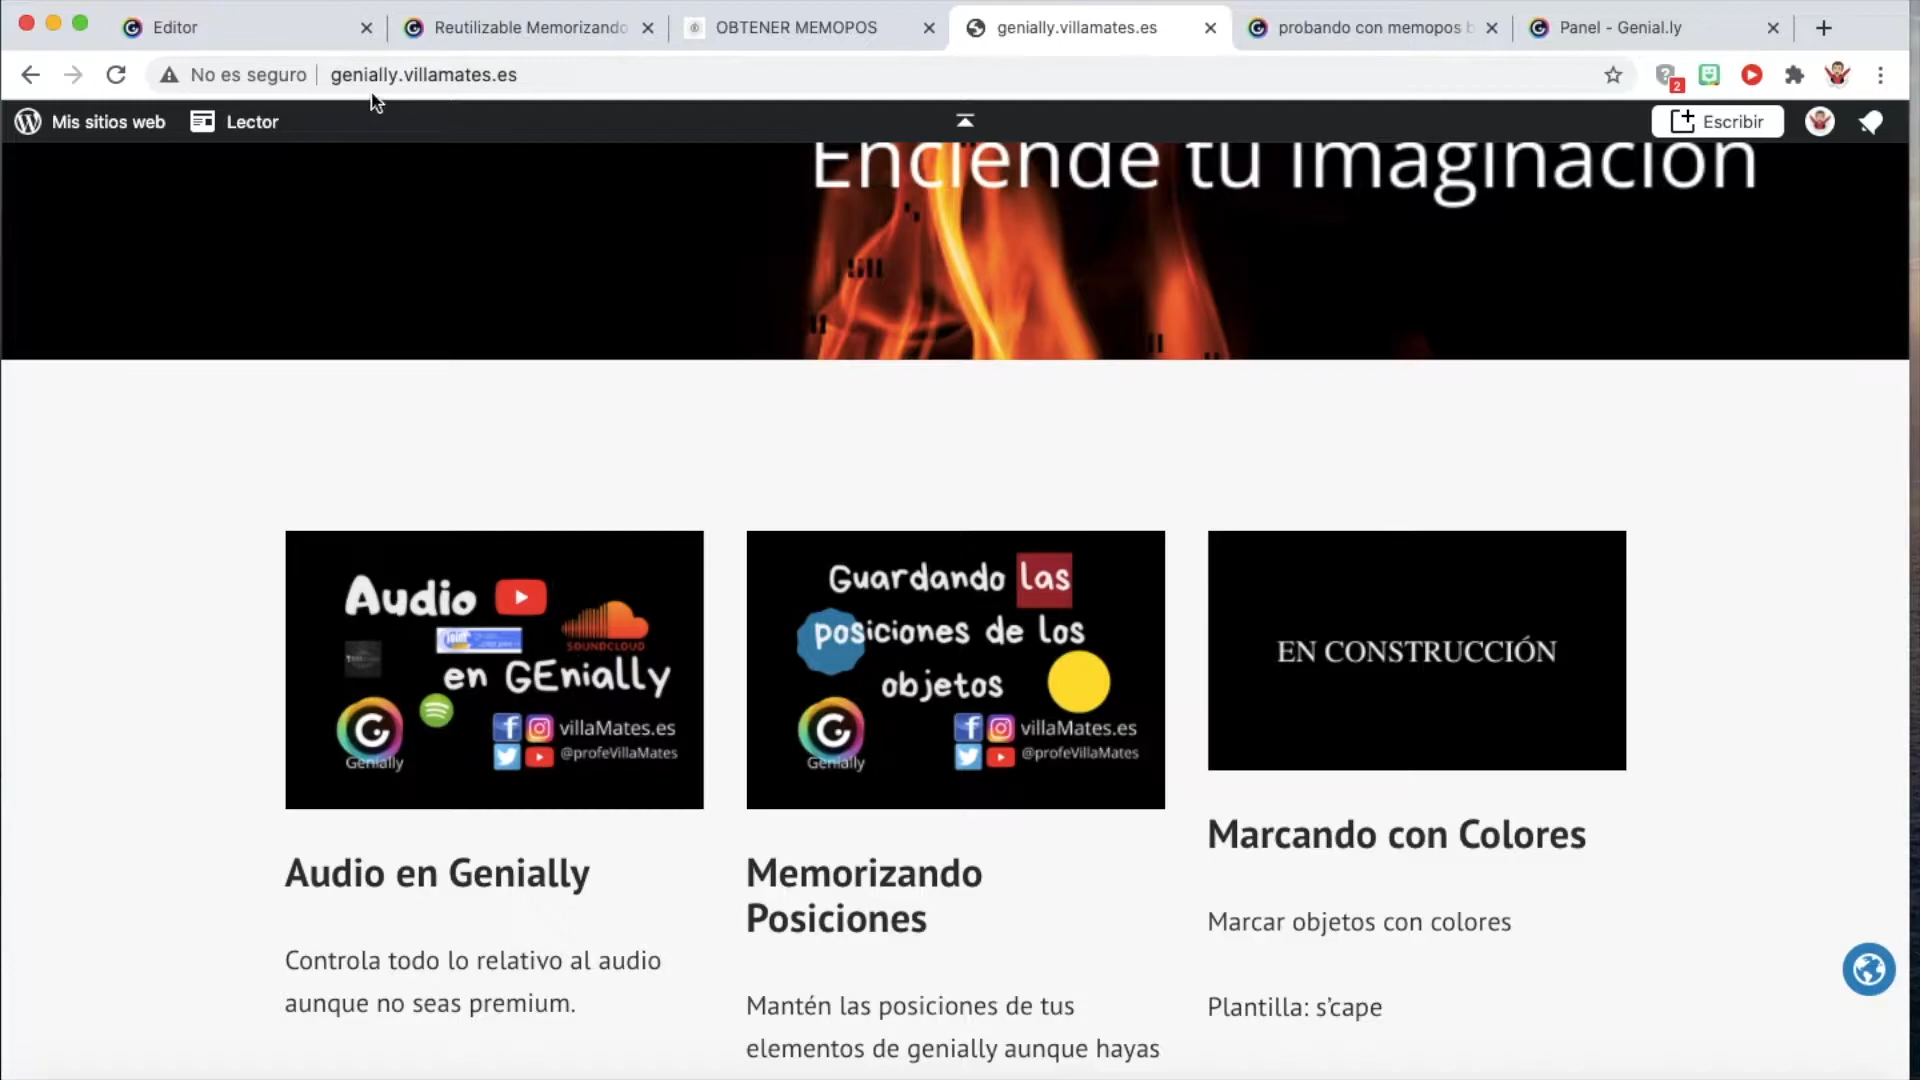 Editor
Reutilizable Memorizando
OBTENER MEMOPOS
genially.villamates.es
probando con memopos b
Panel - Genial.ly
No es seguro
genially.villamates.es
2
Mis sitios web
Lector
Escribir
Enciende tu imaginación
Audio
SOUNDCLOUD
en GEnially
Genially
villaMates.es
@profeVillaMates
Guardando las
posiciones de los
objetos
Genially
villaMates.es
@profeVillaMates
EN CONSTRUCCIÓN
Audio en Genially
Controla todo lo relativo al audio
aunque no seas premium.
Memorizando
Posiciones
Mantén las posiciones de tus
elementos de genially aunque hayas
Marcando con Colores
Marcar objetos con colores
Plantilla: s'cape